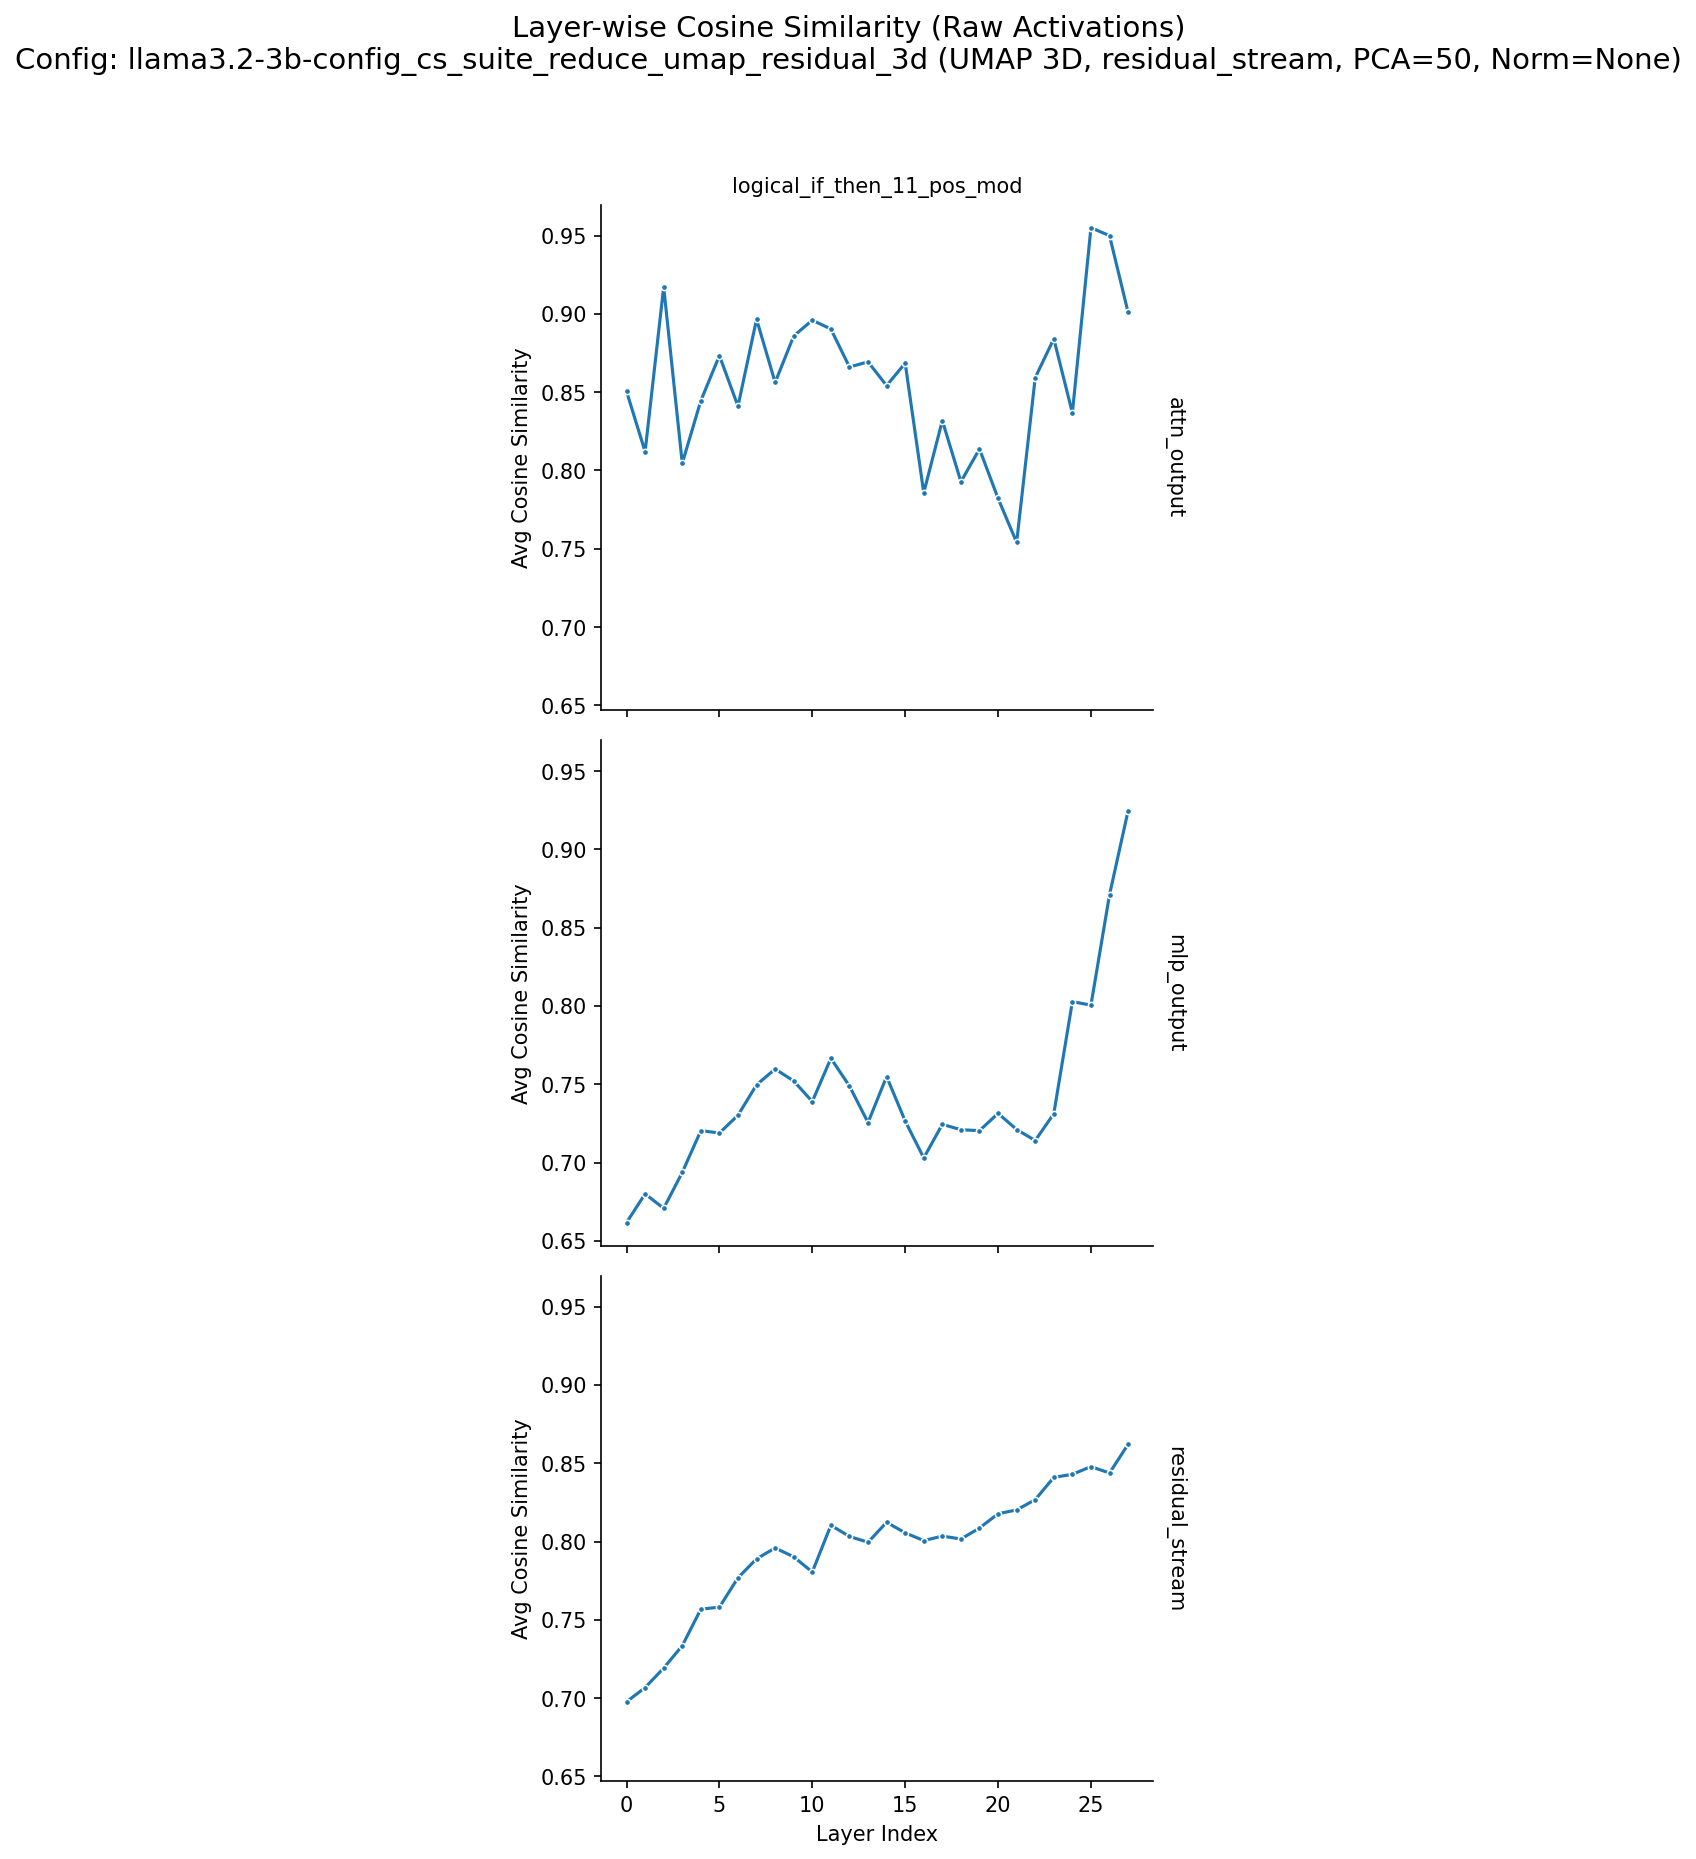 Layer-wise Cosine Similarity (Raw Activations)
Config: llama3.2-3b-config_cs_suite_reduce_umap_residual_3d (UMAP 3D, residual_stream, PCA=50, Norm=None)
logical_if_then_11_pos_mod
0.95
0.90
0.85
0.80
0.75
0.70
0.65
Avg Cosine Similarity
attn_output
0.95
0.90
0.85
0.80
0.75
0.70
0.65
Avg Cosine Similarity
mlp_output
0.95
0.90
0.85
0.80
0.75
0.70
0.65
Avg Cosine Similarity
residual_stream
0 5 10 15 20 25
Layer Index